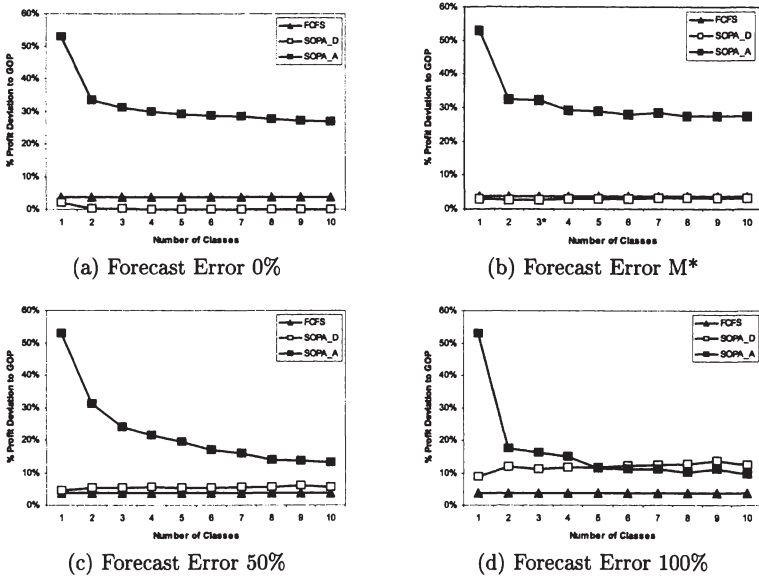 60%
50%
40%
30%
20%
10%
0%
% Profit Deviation to GOP
FCFS
SOPA_D
SOPA_A
1 2 3 4 5 6 7 8 9 10
Number of Classes
(a) Forecast Error 0%
60%
50%
40%
30%
20%
10%
0%
% Profit Deviation to GOP
FCFS
SOPA_D
SOPA_A
1 2 3* 4 5 6 7 8 9 10
Number of Classes
(b) Forecast Error M*
60%
50%
40%
30%
20%
10%
0%
% Profit Deviation to GOP
FCFS
SOPA_D
SOPA_A
1 2 3 4 5 6 7 8 9 10
Number of Classes
(c) Forecast Error 50%
60%
50%
40%
30%
20%
10%
0%
% Profit Deviation to GOP
FCFS
SOPA_D
SOPA_A
1 2 3 4 5 6 7 8 9 10
Number of Classes
(d) Forecast Error 100%